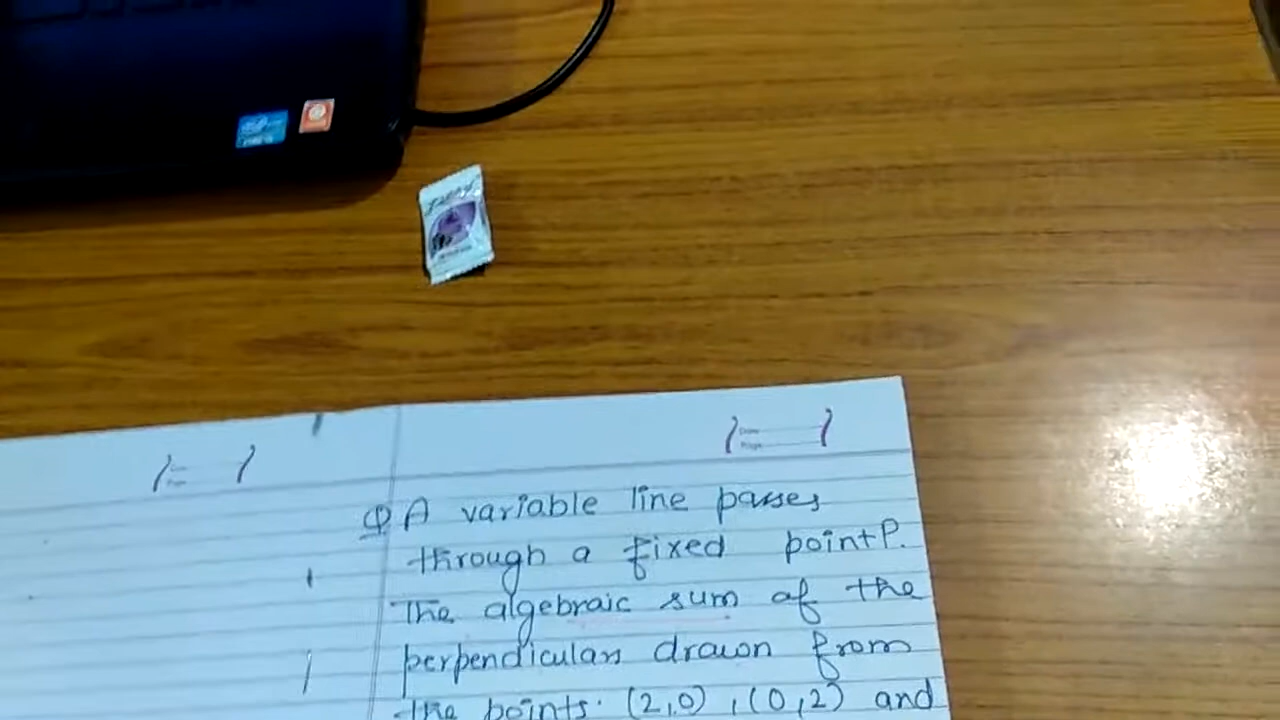 Q A variable line passes
through a fixed point P.
The algebraic sum of the
perpendiculars drawn from
the points (2,0), (0,2) and